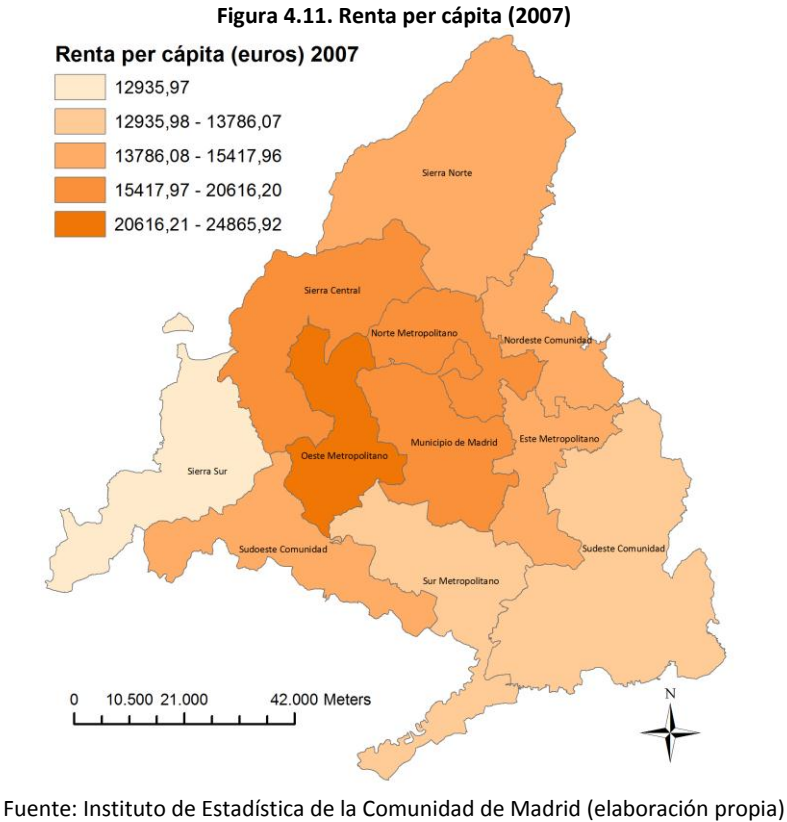 Figura 4.11. Renta per cápita (2007)
Renta per cápita (euros) 2007
12935,97
12935,98 - 13786,07
13786,08 - 15417,96
15417,97 - 20616,20
20616,21 - 24865,92
Sierra Norte
Sierra Central
Norte Metropolitano
Nordeste Comunidad
Municipio de Madrid
Este Metropolitano
Oeste Metropolitano
Sierra Sur
Sudoeste Comunidad
Sudeste Comunidad
Sur Metropolitano
0 10.500 21.000 42.000 Meters
N
Fuente: Instituto de Estadística de la Comunidad de Madrid (elaboración propia)